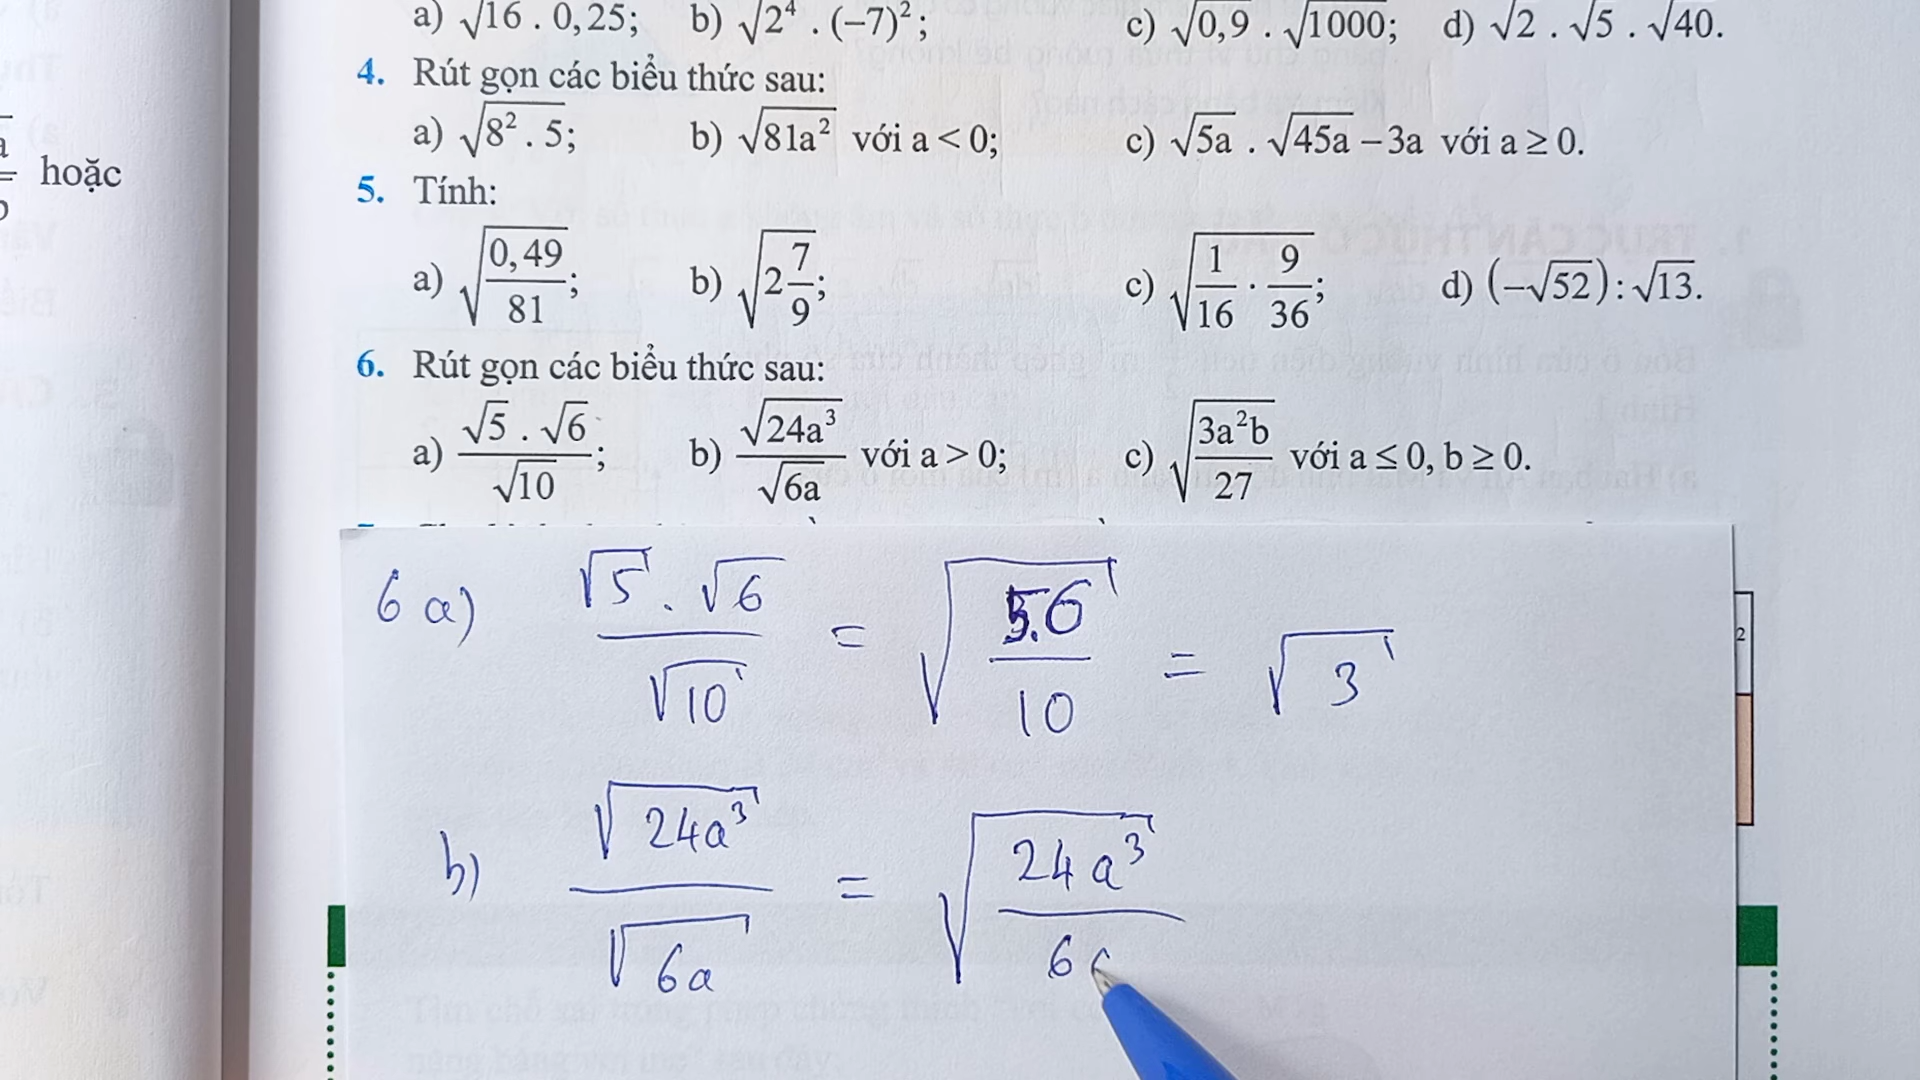 a) √16 . 0,25; b) √2⁴ . (−7)²; c) √0,9 . √1000; d) √2 . √5 . √40.
4. Rút gọn các biểu thức sau:
a) √8² . 5; b) √81a² với a < 0; c) √5a . √45a − 3a với a ≥ 0.
hoặc
5. Tính:
a) √(0,49/81); b) √(2 7/9); c) √(1/16 · 9/36); d) (−√52) : √13.
6. Rút gọn các biểu thức sau:
a) (√5 . √6)/√10; b) √24a³/√6a với a > 0; c) √(3a²b/27) với a ≤ 0, b ≥ 0.
6 a) (√5 . √6)/√10 = √(5.6/10) = √3
b) √24a³/√6a = √(24a³/6a